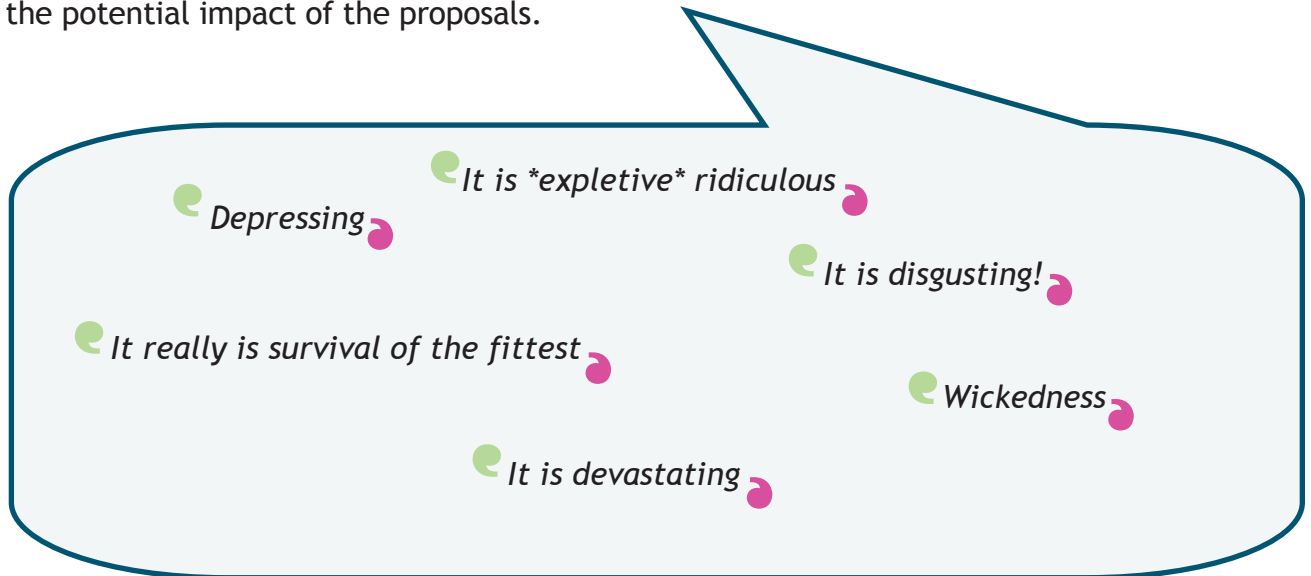 the potential impact of the proposals.
‘It is *expletive* ridiculous’
‘Depressing’
‘It is disgusting!’
‘It really is survival of the fittest’
‘Wickedness’
‘It is devastating’